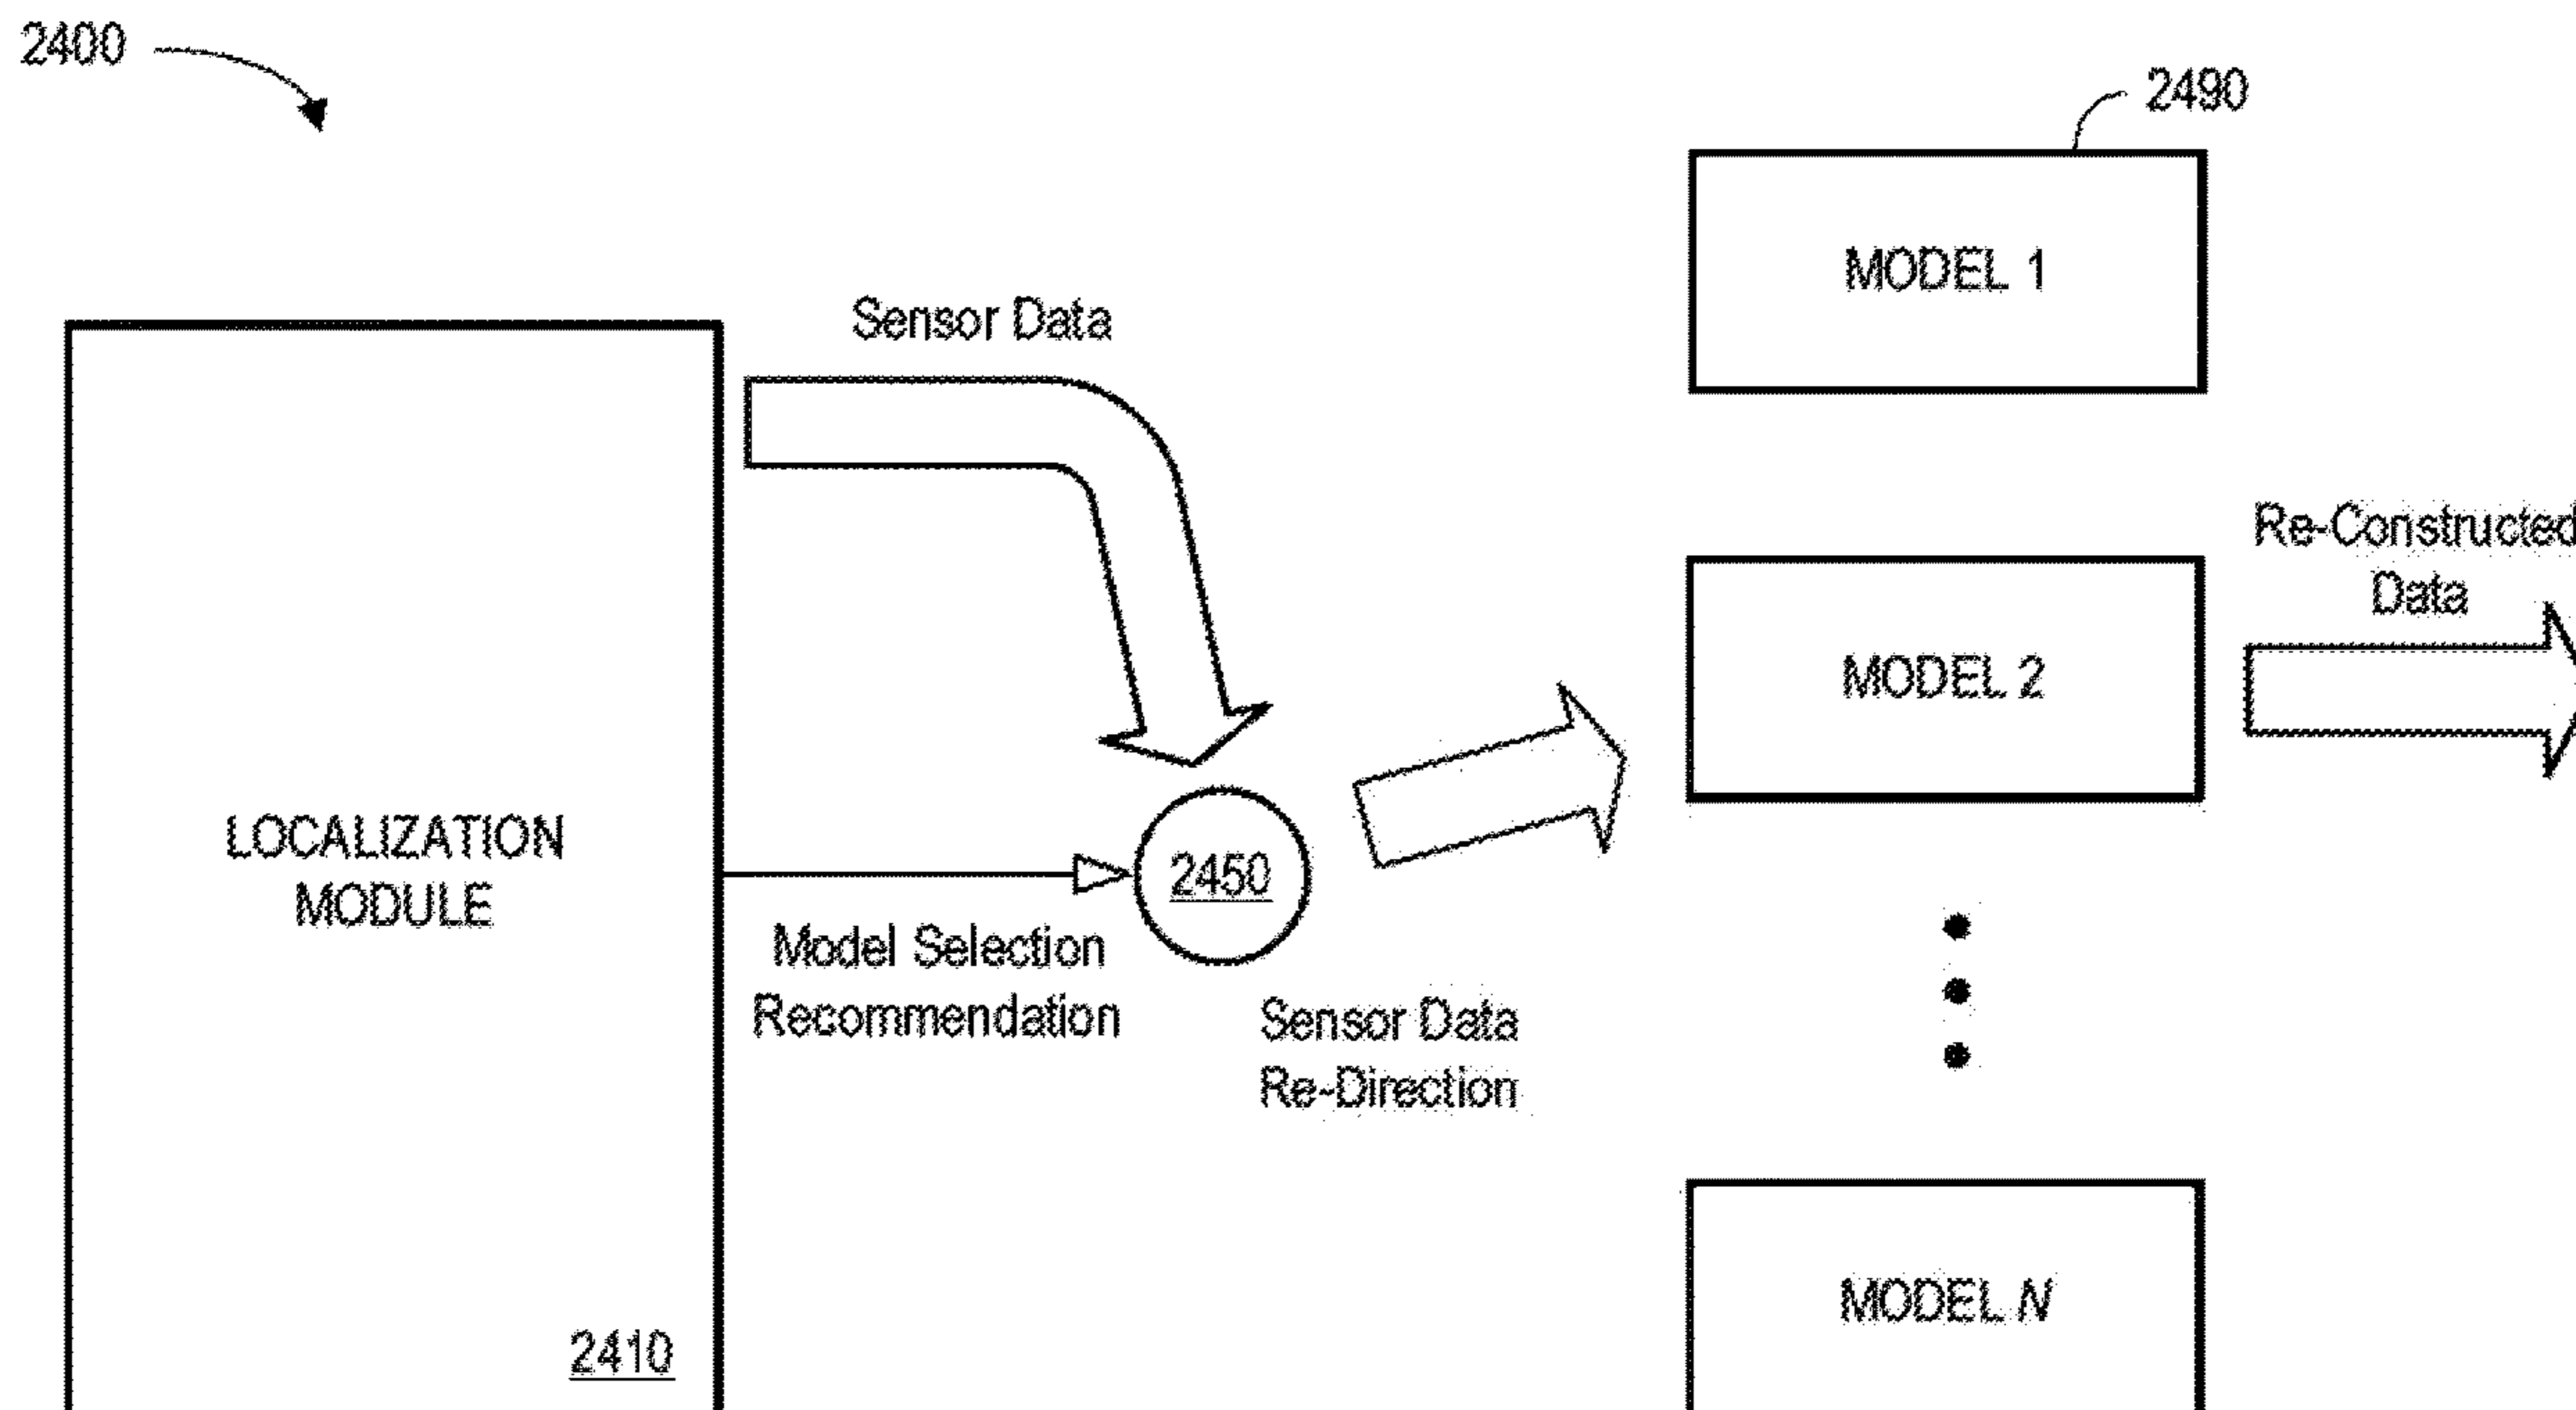 2400
2490
MODEL 1
Sensor Data
Re-Constructed
Data
MODEL 2
LOCALIZATION
MODULE
2450
Model Selection
Recommendation
Sensor Data
Re-Direction
MODEL N
2410